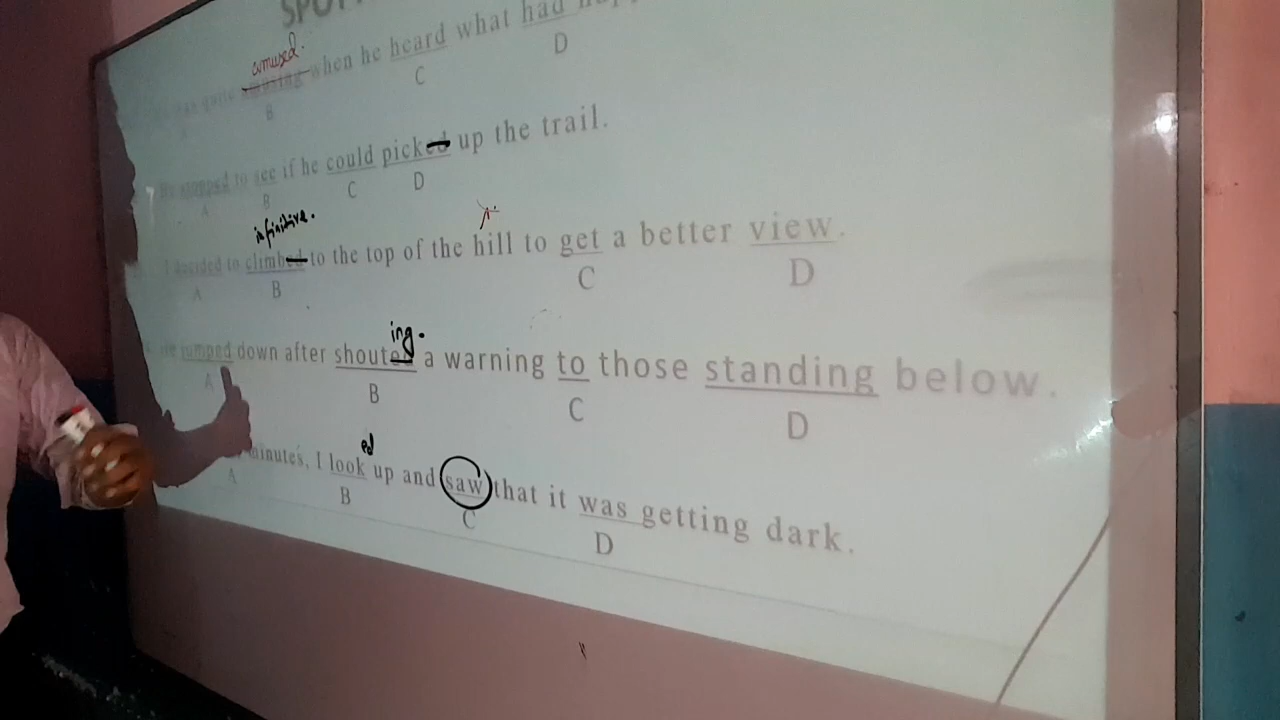 SPOT
amused.
quite amusing when he heard what had
B C D
He stopped to see if he could picked up the trail.
A B C D
infinitive.
I decided to climbed to the top of the hill to get a better view.
A B C D
ing.
He jumped down after shouted a warning to those standing below.
A B C D
ed
minutes, I look up and saw that it was getting dark.
A B C D